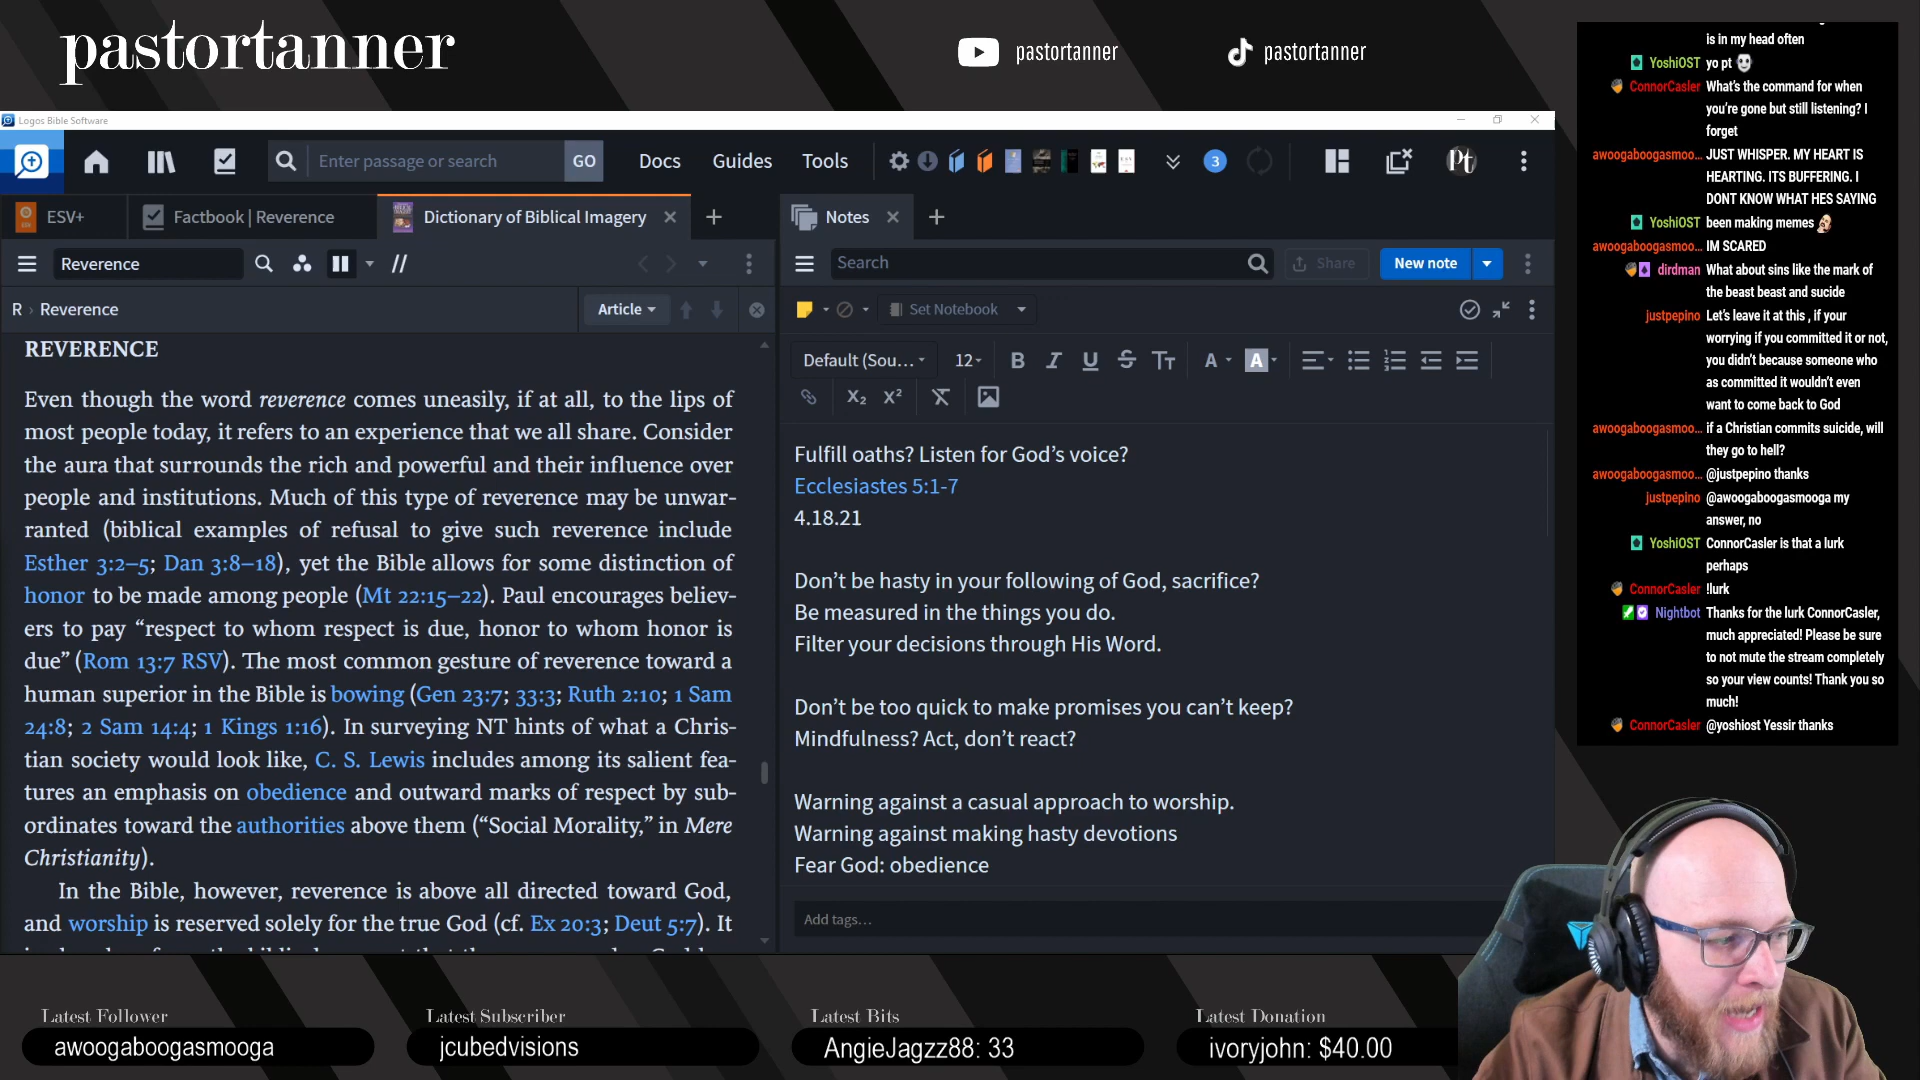 pastortanner
pastortanner
pastortanner
Logos Bible Software
Enter passage or search
GO
Docs
Guides
Tools
3
Pt
ESV+
Factbook | Reverence
Dictionary of Biblical Imagery
Reverence
R › Reverence
Article
REVERENCE
Even though the word reverence comes uneasily, if at all, to the lips of
most people today, it refers to an experience that we all share. Consider
the aura that surrounds the rich and powerful and their influence over
people and institutions. Much of this type of reverence may be unwar-
ranted (biblical examples of refusal to give such reverence include
Esther 3:2–5; Dan 3:8–18), yet the Bible allows for some distinction of
honor to be made among people (Mt 22:15–22). Paul encourages believ-
ers to pay “respect to whom respect is due, honor to whom honor is
due” (Rom 13:7 RSV). The most common gesture of reverence toward a
human superior in the Bible is bowing (Gen 23:7; 33:3; Ruth 2:10; 1 Sam
24:8; 2 Sam 14:4; 1 Kings 1:16). In surveying NT hints of what a Chris-
tian society would look like, C. S. Lewis includes among its salient fea-
tures an emphasis on obedience and outward marks of respect by sub-
ordinates toward the authorities above them (“Social Morality,” in Mere
Christianity).
In the Bible, however, reverence is above all directed toward God,
and worship is reserved solely for the true God (cf. Ex 20:3; Deut 5:7). It
Notes
Search
Share
New note
Set Notebook
Default (Sou...
12
B I U S TT A A
X₂ X²
Fulfill oaths? Listen for God’s voice?
Ecclesiastes 5:1-7
4.18.21
Don’t be hasty in your following of God, sacrifice?
Be measured in the things you do.
Filter your decisions through His Word.
Don’t be too quick to make promises you can’t keep?
Mindfulness? Act, don’t react?
Warning against a casual approach to worship.
Warning against making hasty devotions
Fear God: obedience
Add tags…
is in my head often
YoshiOST yo pt
ConnorCasler What’s the command for when
you’re gone but still listening? I
forget
awoogaboogasmoo... JUST WHISPER. MY HEART IS
HEARTING. ITS BUFFERING. I
DONT KNOW WHAT HES SAYING
YoshiOST been making memes
awoogaboogasmoo... IM SCARED
dirdman What about sins like the mark of
the beast beast and sucide
justpepino Let’s leave it at this , if your
worrying if you committed it or not,
you didn’t because someone who
as committed it wouldn’t even
want to come back to God
awoogaboogasmoo... if a Christian commits suicide, will
they go to hell?
awoogaboogasmoo... @justpepino thanks
justpepino @awoogaboogasmooga my
answer, no
YoshiOST ConnorCasler is that a lurk
perhaps
ConnorCasler !lurk
Nightbot Thanks for the lurk ConnorCasler,
much appreciated! Please be sure
to not mute the stream completely
so your view counts! Thank you so
much!
ConnorCasler @yoshiost Yessir thanks
Latest Follower
awoogaboogasmooga
Latest Subscriber
jcubedvisions
Latest Bits
AngieJagzz88: 33
Latest Donation
ivoryjohn: $40.00